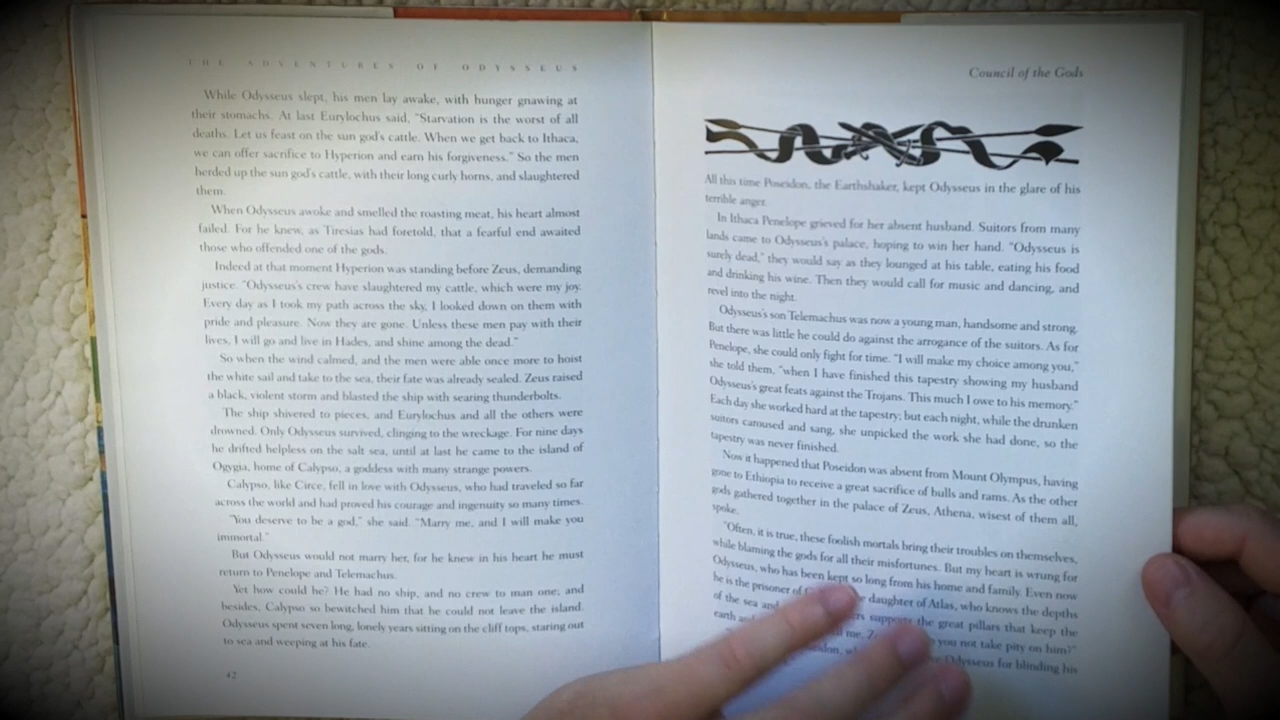 THE ADVENTURES OF ODYSSEUS
While Odysseus slept, his men lay awake, with hunger gnawing at
their stomachs. At last Eurylochus said, "Starvation is the worst of all
deaths. Let us feast on the sun god's cattle. When we get back to Ithaca,
we can offer sacrifice to Hyperion and earn his forgiveness." So the men
herded up the sun god's cattle, with their long curly horns, and slaughtered
them.
When Odysseus awoke and smelled the roasting meat, his heart almost
failed. For he knew, as Tiresias had foretold, that a fearful end awaited
those who offended one of the gods.
Indeed at that moment Hyperion was standing before Zeus, demanding
justice. "Odysseus's crew have slaughtered my cattle, which were my joy.
Every day as I took my path across the sky, I looked down on them with
pride and pleasure. Now they are gone. Unless these men pay with their
lives, I will go and live in Hades, and shine among the dead."
So when the wind calmed, and the men were able once more to hoist
the white sail and take to the sea, their fate was already sealed. Zeus raised
a black, violent storm and blasted the ship with searing thunderbolts.
The ship shivered to pieces, and Eurylochus and all the others were
drowned. Only Odysseus survived, clinging to the wreckage. For nine days
he drifted helpless on the salt sea, until at last he came to the island of
Ogygia, home of Calypso, a goddess with many strange powers.
Calypso, like Circe, fell in love with Odysseus, who had traveled so far
across the world and had proved his courage and ingenuity so many times.
"You deserve to be a god," she said. "Marry me, and I will make you
immortal."
But Odysseus would not marry her, for he knew in his heart he must
return to Penelope and Telemachus.
Yet how could he? He had no ship, and no crew to man one; and
besides, Calypso so bewitched him that he could not leave the island.
Odysseus spent seven long, lonely years sitting on the cliff tops, staring out
to sea and weeping at his fate.
42
Council of the Gods
All this time Poseidon, the Earthshaker, kept Odysseus in the glare of his
terrible anger.
In Ithaca Penelope grieved for her absent husband. Suitors from many
lands came to Odysseus's palace, hoping to win her hand. "Odysseus is
surely dead," they would say as they lounged at his table, eating his food
and drinking his wine. Then they would call for music and dancing, and
revel into the night.
Odysseus's son Telemachus was now a young man, handsome and strong.
But there was little he could do against the arrogance of the suitors. As for
Penelope, she could only fight for time. "I will make my choice among you,"
she told them, "when I have finished this tapestry showing my husband
Odysseus's great feats against the Trojans. This much I owe to his memory."
Each day she worked hard at the tapestry; but each night, while the drunken
suitors caroused and sang, she unpicked the work she had done, so the
tapestry was never finished.
Now it happened that Poseidon was absent from Mount Olympus, having
gone to Ethiopia to receive a great sacrifice of bulls and rams. As the other
gods gathered together in the palace of Zeus, Athena, wisest of them all,
spoke.
"Often, it is true, these foolish mortals bring their troubles on themselves,
while blaming the gods for all their misfortunes. But my heart is wrung for
Odysseus, who has been kept so long from his home and family. Even now
he is the prisoner of daughter of Atlas, who knows the depths
of the sea and supports the great pillars that keep the
earth me. you not take pity on him?"
Odysseus for blinding his